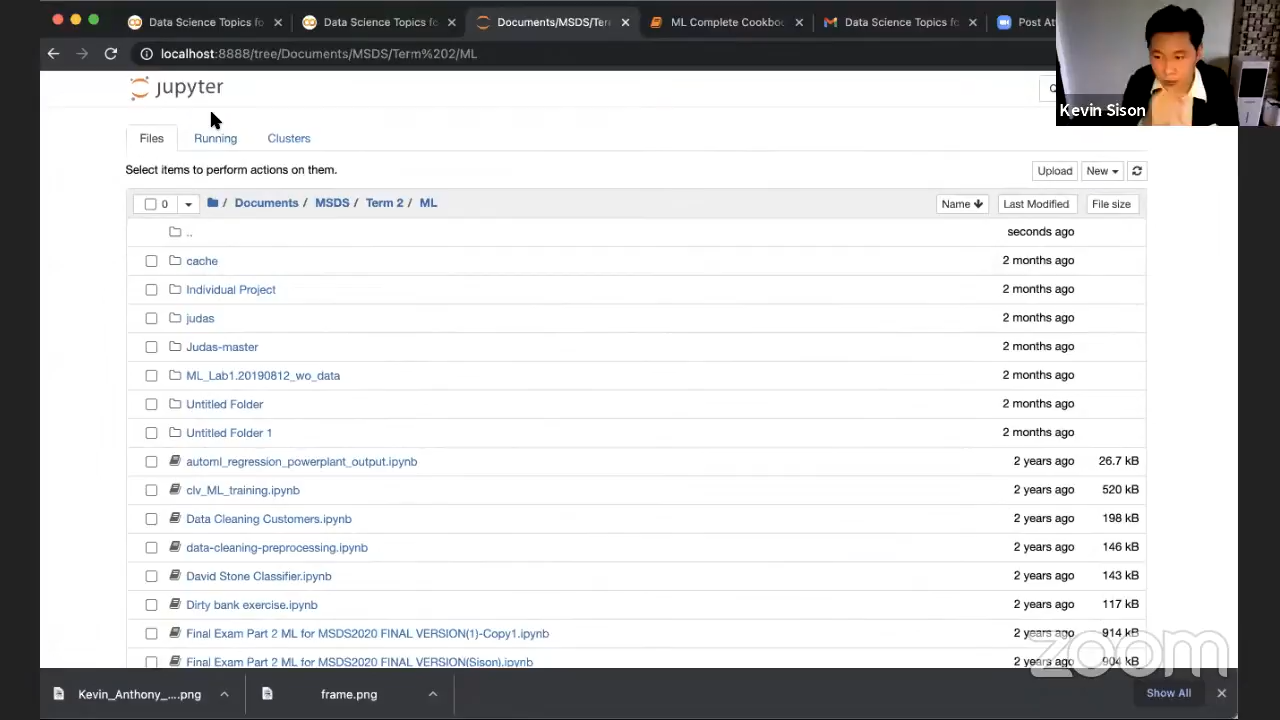 Data Science Topics fo
Data Science Topics fo
Documents/MSDS/Ter
ML Complete Cookboo
Data Science Topics fo
Post At
localhost:8888/tree/Documents/MSDS/Term%202/ML
Kevin Sison
jupyter
Files
Running
Clusters
Select items to perform actions on them.
Upload
New
0
/ Documents / MSDS / Term 2 / ML
Name
Last Modified
File size
..
seconds ago
cache
2 months ago
Individual Project
2 months ago
judas
2 months ago
Judas-master
2 months ago
ML_Lab1.20190812_wo_data
2 months ago
Untitled Folder
2 months ago
Untitled Folder 1
2 months ago
automl_regression_powerplant_output.ipynb
2 years ago 26.7 kB
clv_ML_training.ipynb
2 years ago 520 kB
Data Cleaning Customers.ipynb
2 years ago 198 kB
data-cleaning-preprocessing.ipynb
2 years ago 146 kB
David Stone Classifier.ipynb
2 years ago 143 kB
Dirty bank exercise.ipynb
2 years ago 117 kB
Final Exam Part 2 ML for MSDS2020 FINAL VERSION(1)-Copy1.ipynb
2 years ago 914 kB
Final Exam Part 2 ML for MSDS2020 FINAL VERSION(Sison).ipynb
2 years ago 904 kB
zoom
Kevin_Anthony_....png
frame.png
Show All